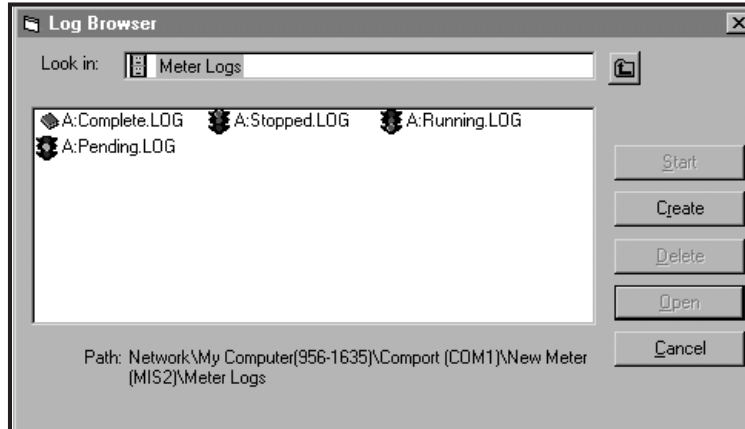 Log Browser
Look in: Meter Logs
A:Complete.LOG A:Stopped.LOG A:Running.LOG
A:Pending.LOG
Start
Create
Delete
Open
Cancel
Path: Network\My Computer(956-1635)\Comport (COM1)\New Meter
(MIS2)\Meter Logs